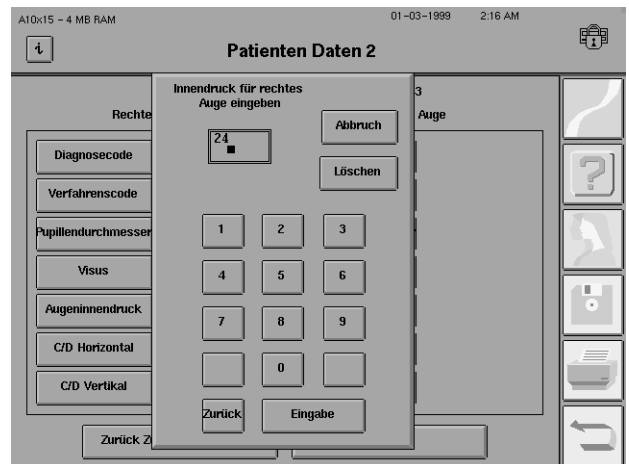 A10x15 - 4 MB RAM
01-03-1999 2:16 AM
i
Patienten Daten 2
Innendruck für rechtes
Auge eingeben
3
Rechte
Auge
24
Abbruch
Löschen
Diagnosecode
Verfahrenscode
Pupillendurchmesser
Visus
Augeninnendruck
C/D Horizontal
C/D Vertikal
1 2 3
4 5 6
7 8 9
0
Zurück Eingabe
Zurück Z
?